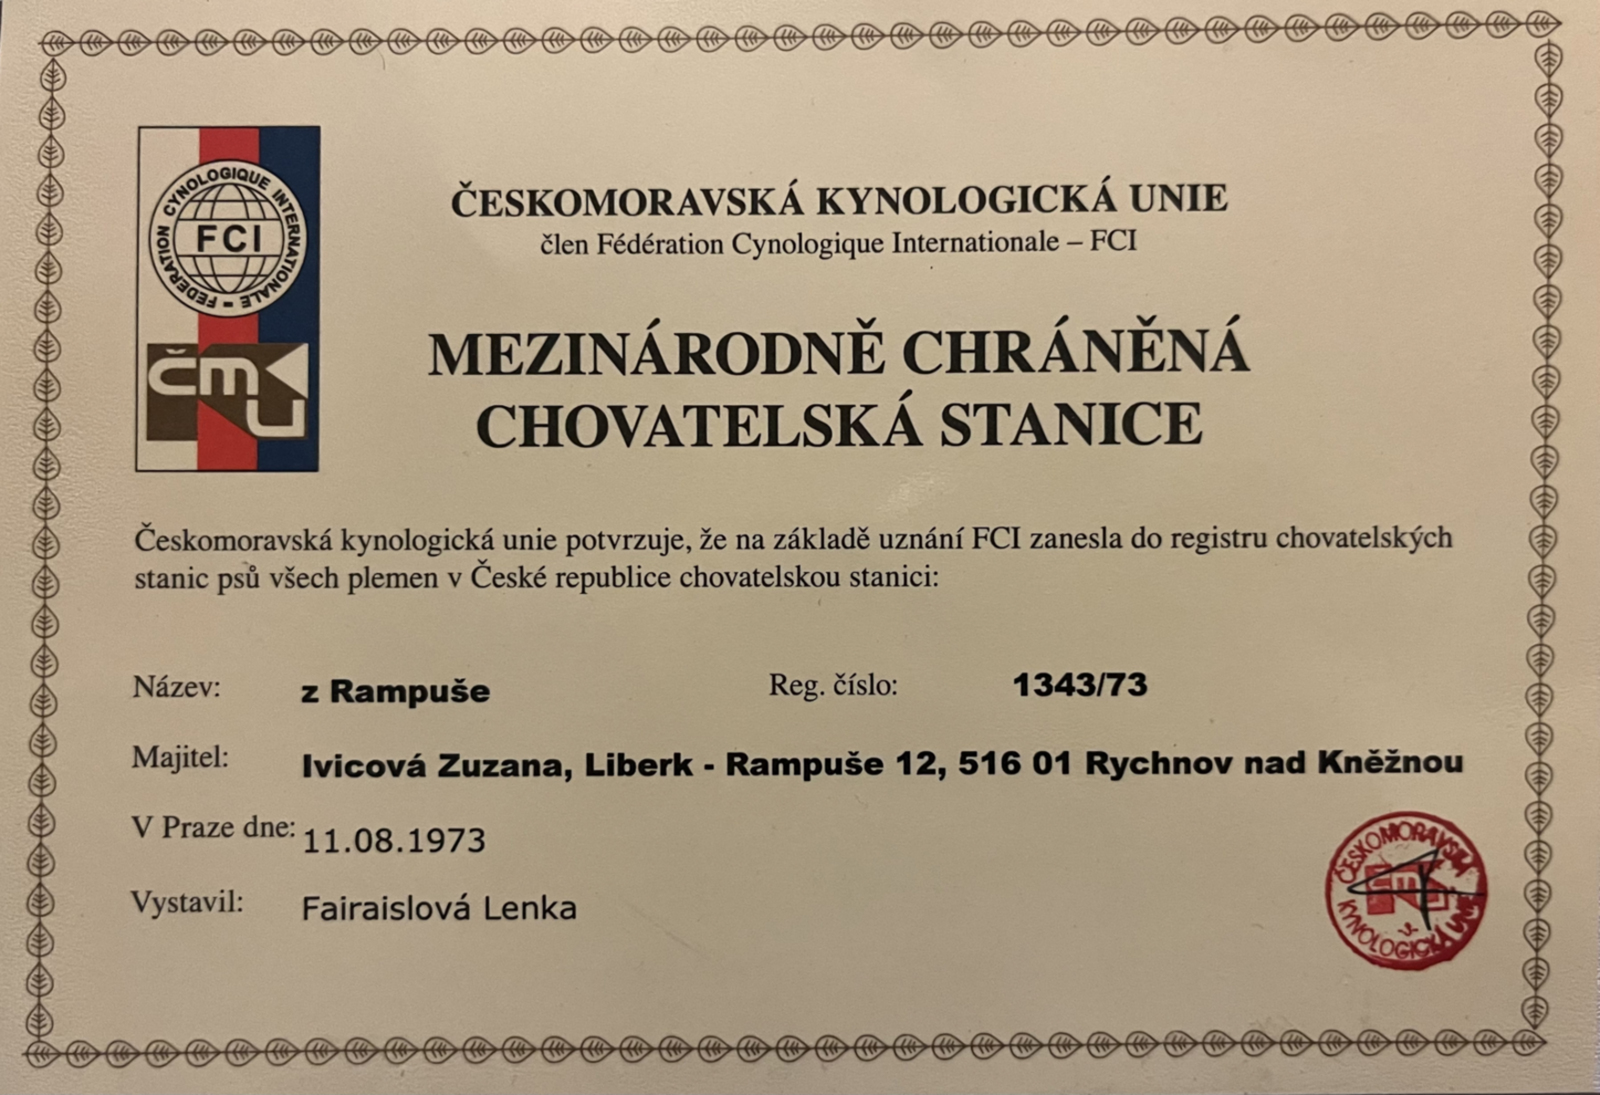 FEDERATION CYNOLOGIQUE INTERNATIONALE –
FCI
čmku
ČESKOMORAVSKÁ KYNOLOGICKÁ UNIE
člen Fédération Cynologique Internationale – FCI
MEZINÁRODNĚ CHRÁNĚNÁ
CHOVATELSKÁ STANICE
Českomoravská kynologická unie potvrzuje, že na základě uznání FCI zanesla do registru chovatelských
stanic psů všech plemen v České republice chovatelskou stanici:
Název: z Rampuše Reg. číslo: 1343/73
Majitel: Ivicová Zuzana, Liberk - Rampuše 12, 516 01 Rychnov nad Kněžnou
V Praze dne: 11.08.1973
Vystavil: Fairaislová Lenka
ČESKOMORAVSKÁ
KYNOLOGICKÁ UNIE